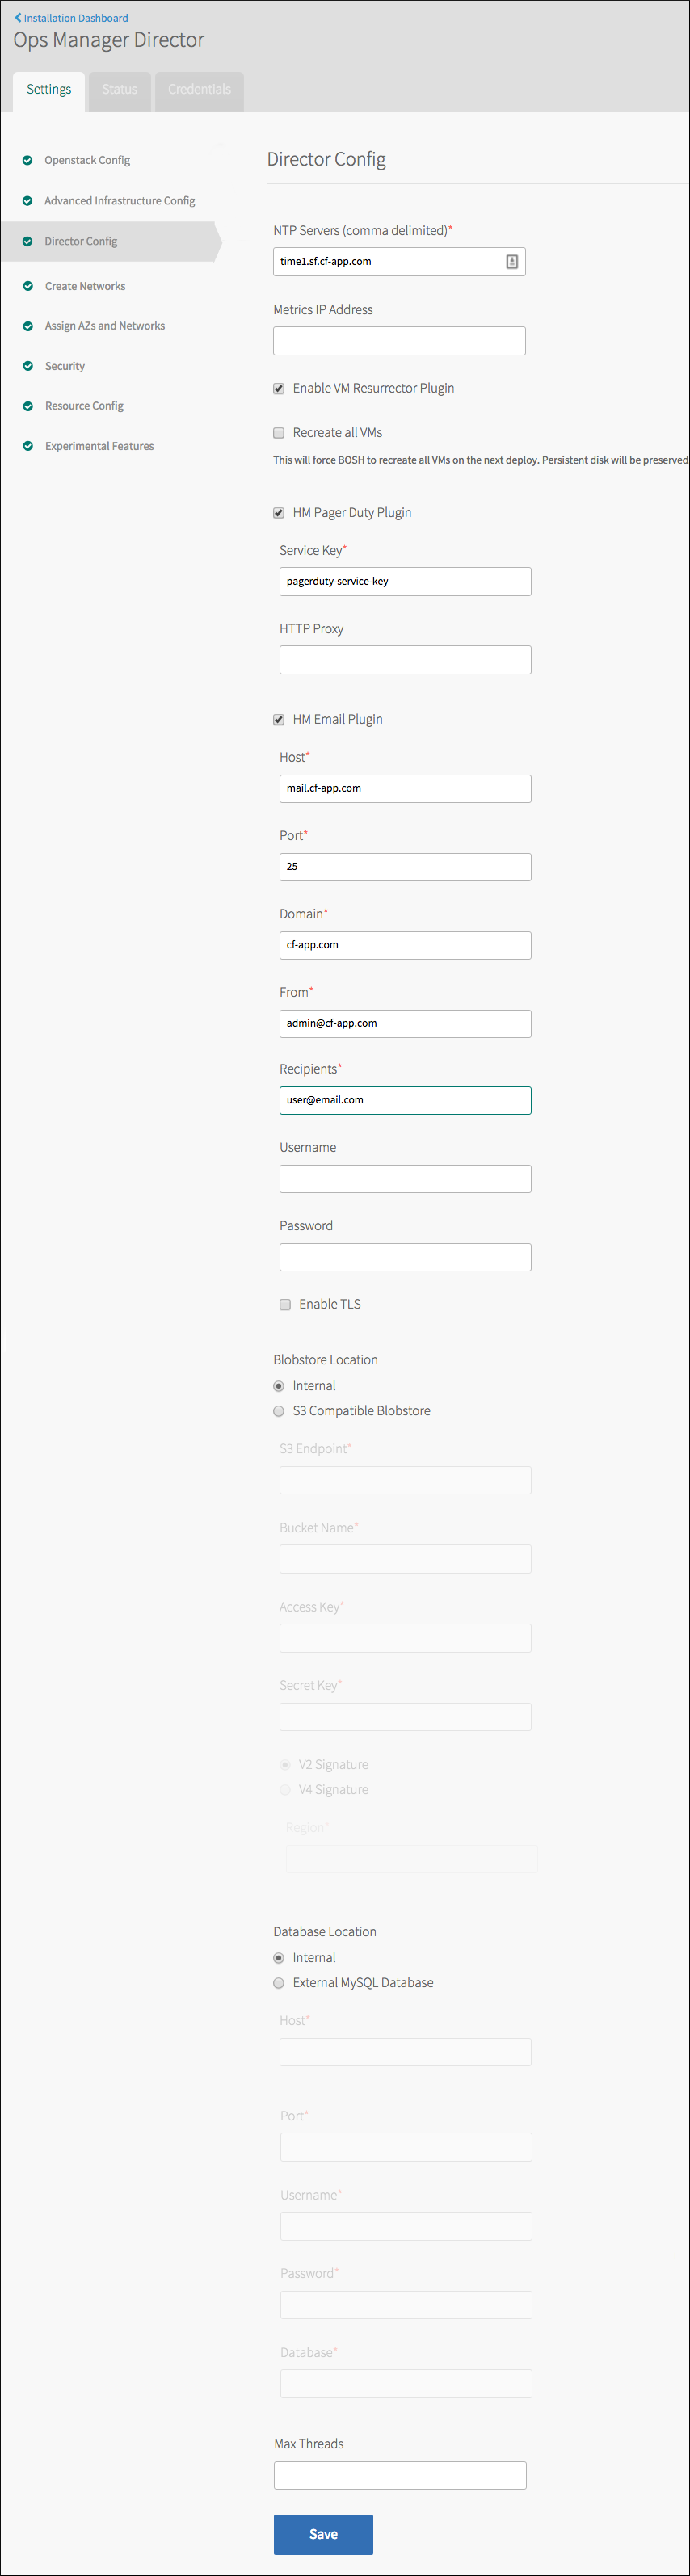 Installation Dashboard
Ops Manager Director
Settings
Status
Credentials
Openstack Config
Advanced Infrastructure Config
Director Config
Create Networks
Assign AZs and Networks
Security
Resource Config
Experimental Features
Director Config
NTP Servers (comma delimited)*
time1.sf.cf-app.com
Metrics IP Address
Enable VM Resurrector Plugin
Recreate all VMs
This will force BOSH to recreate all VMs on the next deploy. Persistent disk will be preserved
HM Pager Duty Plugin
Service Key*
pagerduty-service-key
HTTP Proxy
HM Email Plugin
Host*
mail.cf-app.com
Port*
25
Domain*
cf-app.com
From*
admin@cf-app.com
Recipients*
user@email.com
Username
Password
Enable TLS
Blobstore Location
Internal
S3 Compatible Blobstore
S3 Endpoint*
Bucket Name*
Access Key*
Secret Key*
V2 Signature
V4 Signature
Region*
Database Location
Internal
External MySQL Database
Host*
Port*
Username*
Password*
Database*
Max Threads
Save